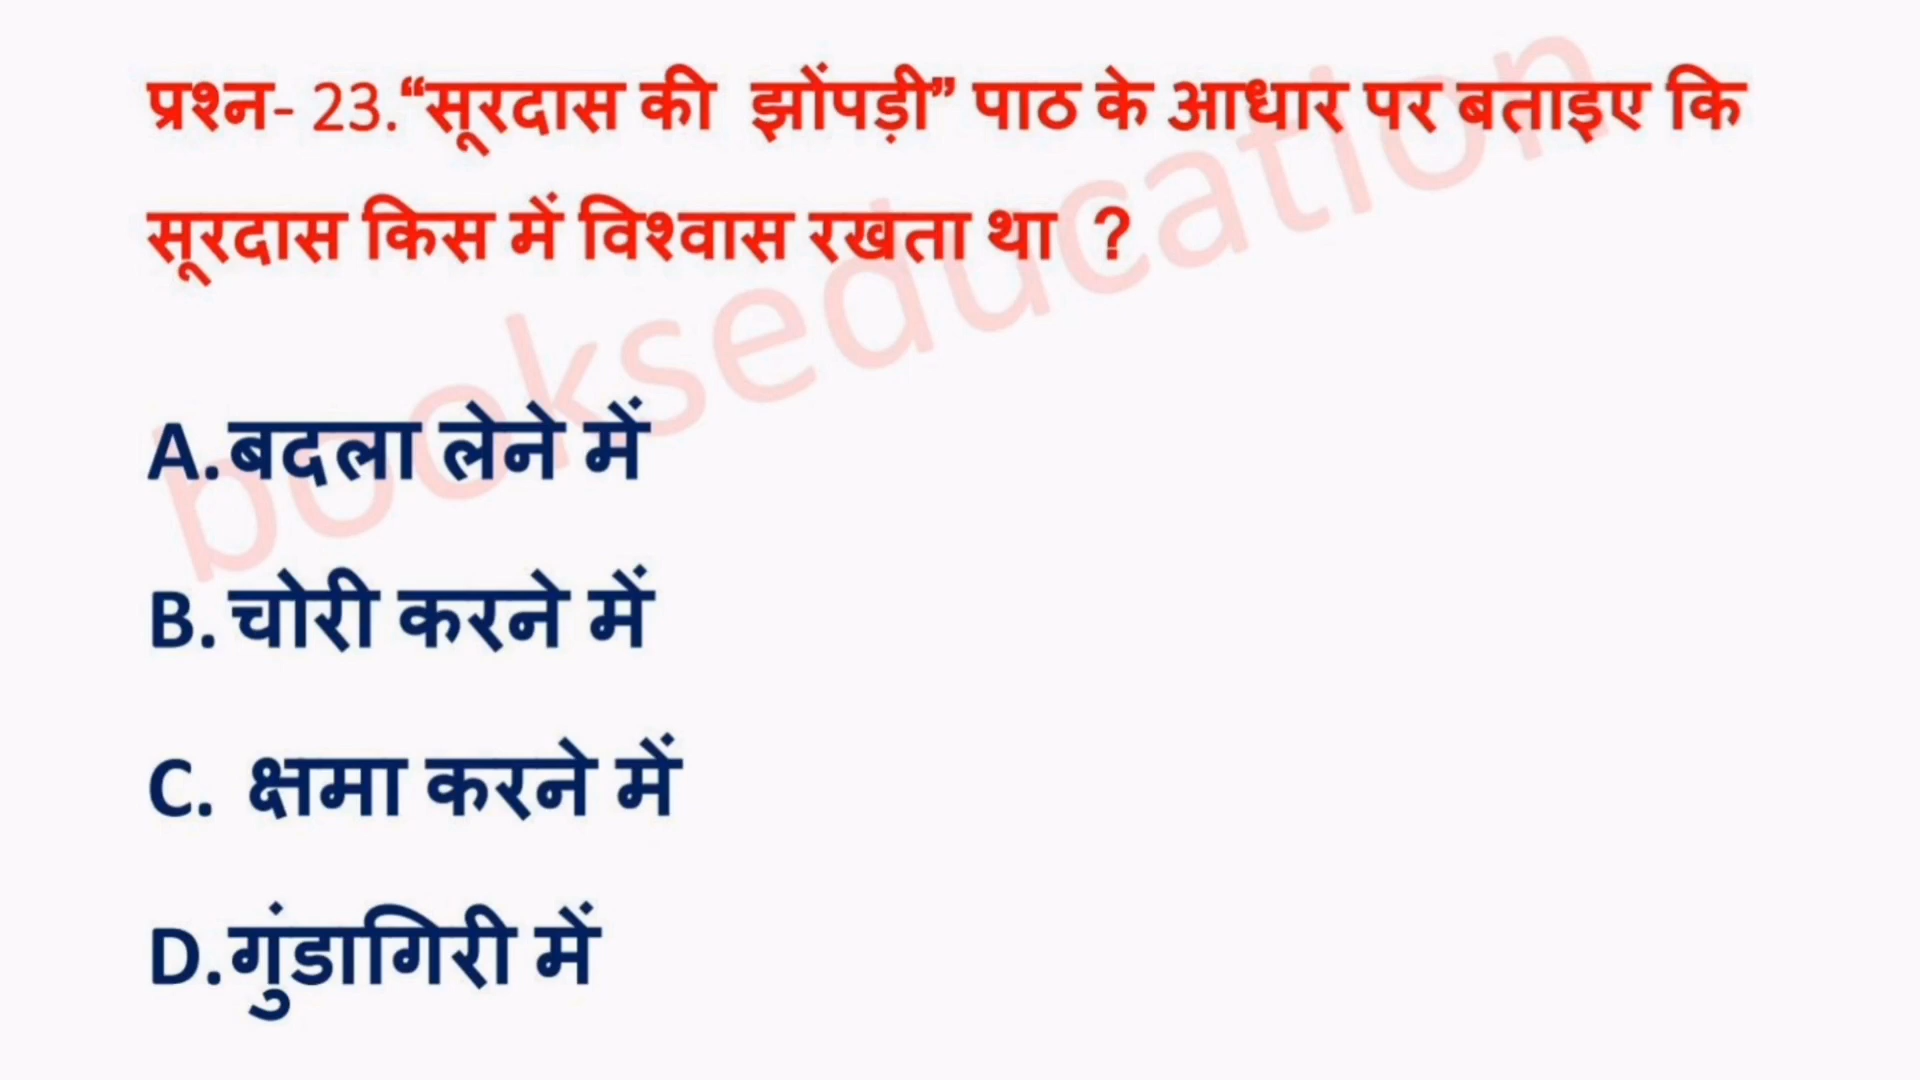 प्रश्न- 23.“सूरदास की झोंपड़ी” पाठ के आधार पर बताइए कि
सूरदास किस में विश्वास रखता था ?
A.बदला लेने में
B.चोरी करने में
C. क्षमा करने में
D.गुंडागिरी में
bookseducation